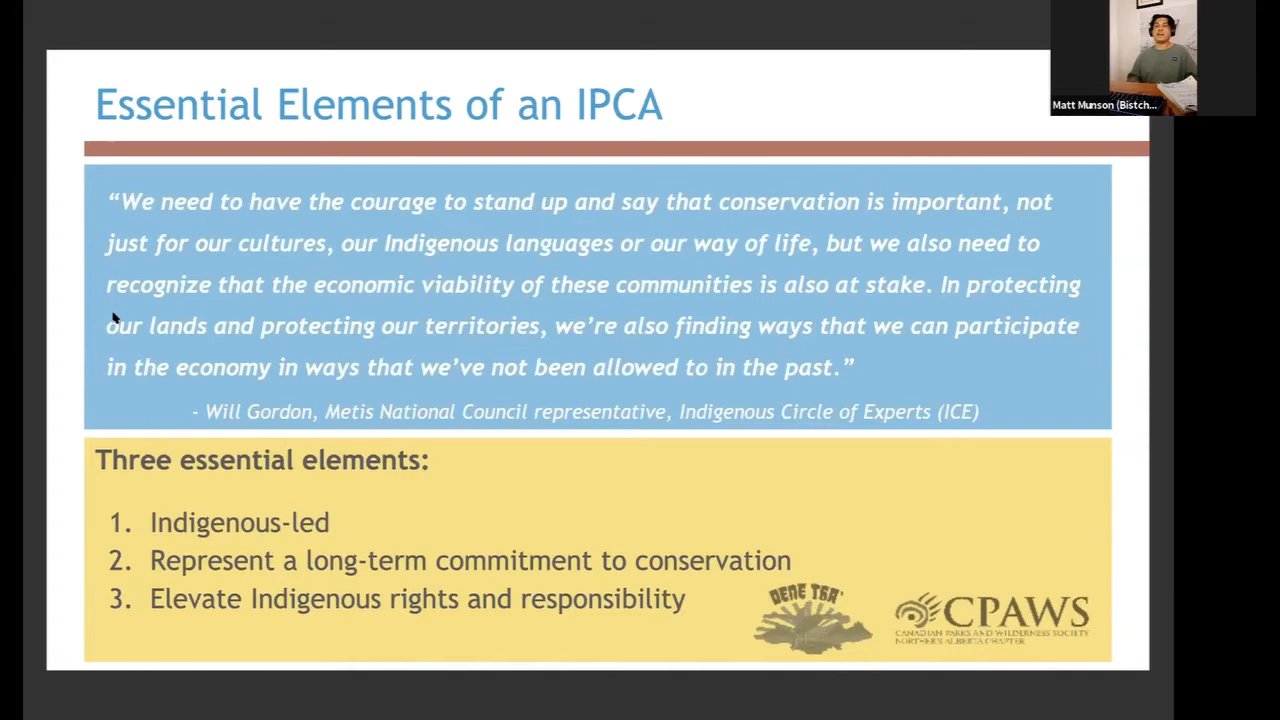 Essential Elements of an IPCA
Matt Munson (Bistch...
“We need to have the courage to stand up and say that conservation is important, not
just for our cultures, our Indigenous languages or our way of life, but we also need to
recognize that the economic viability of these communities is also at stake. In protecting
our lands and protecting our territories, we’re also finding ways that we can participate
in the economy in ways that we’ve not been allowed to in the past.”
- Will Gordon, Metis National Council representative, Indigenous Circle of Experts (ICE)
Three essential elements:
1. Indigenous-led
2. Represent a long-term commitment to conservation
3. Elevate Indigenous rights and responsibility
DENE THA'
CPAWS
CANADIAN PARKS AND WILDERNESS SOCIETY
NORTHERN ALBERTA CHAPTER